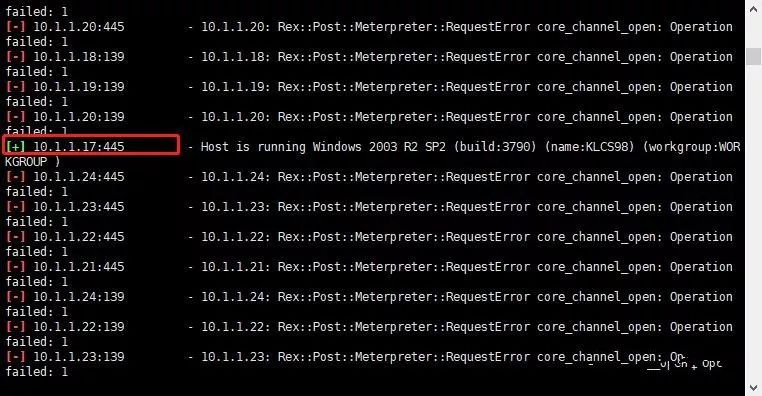 failed: 1
[-] 10.1.1.20:445 - 10.1.1.20: Rex::Post::Meterpreter::RequestError core_channel_open: Operation
failed: 1
[-] 10.1.1.18:445 - 10.1.1.18: Rex::Post::Meterpreter::RequestError core_channel_open: Operation
failed: 1
[-] 10.1.1.19:139 - 10.1.1.19: Rex::Post::Meterpreter::RequestError core_channel_open: Operation
failed: 1
[-] 10.1.1.20:139 - 10.1.1.20: Rex::Post::Meterpreter::RequestError core_channel_open: Operation
failed: 1
[+] 10.1.1.17:445 - Host is running Windows 2003 R2 SP2 (build:3790) (name:KLCS98) (workgroup:WOR
KGROUP )
[-] 10.1.1.24:445 - 10.1.1.24: Rex::Post::Meterpreter::RequestError core_channel_open: Operation
failed: 1
[-] 10.1.1.23:445 - 10.1.1.23: Rex::Post::Meterpreter::RequestError core_channel_open: Operation
failed: 1
[-] 10.1.1.22:445 - 10.1.1.22: Rex::Post::Meterpreter::RequestError core_channel_open: Operation
failed: 1
[-] 10.1.1.21:445 - 10.1.1.21: Rex::Post::Meterpreter::RequestError core_channel_open: Operation
failed: 1
[-] 10.1.1.24:139 - 10.1.1.24: Rex::Post::Meterpreter::RequestError core_channel_open: Operation
failed: 1
[-] 10.1.1.22:139 - 10.1.1.22: Rex::Post::Meterpreter::RequestError core_channel_open: Operation
failed: 1
[-] 10.1.1.23:139 - 10.1.1.23: Rex::Post::Meterpreter::RequestError core_channel_open:
failed: 1